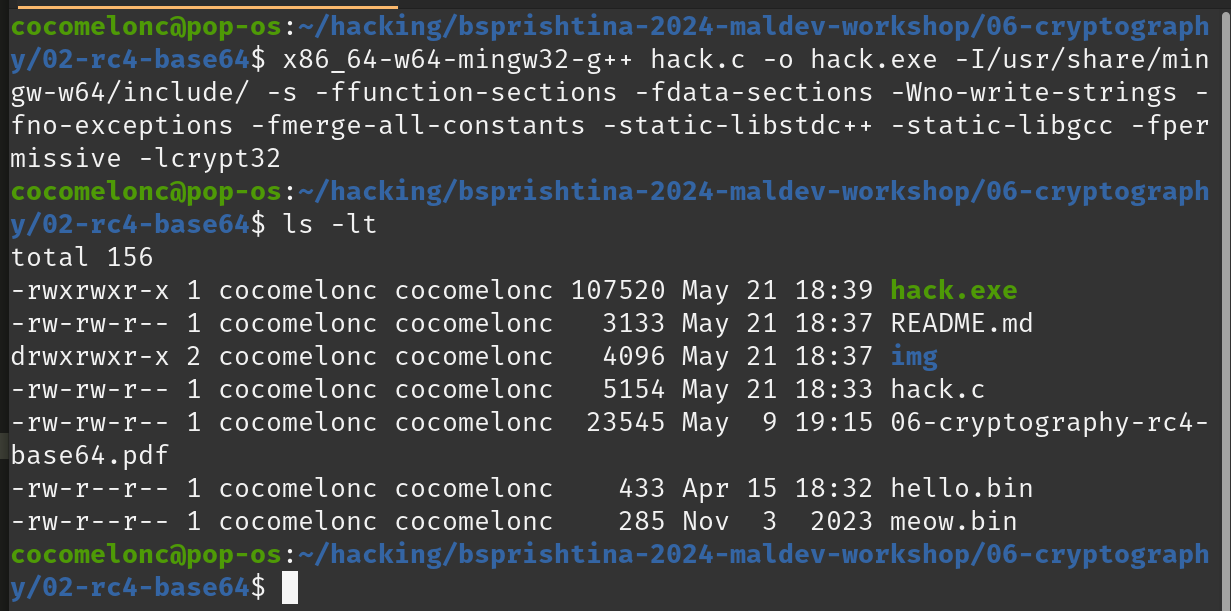 cocomelonc@pop-os:~/hacking/bsprishtina-2024-maldev-workshop/06-cryptograph
y/02-rc4-base64$ x86_64-w64-mingw32-g++ hack.c -o hack.exe -I/usr/share/min
gw-w64/include/ -s -ffunction-sections -fdata-sections -Wno-write-strings -
fno-exceptions -fmerge-all-constants -static-libstdc++ -static-libgcc -fper
missive -lcrypt32
cocomelonc@pop-os:~/hacking/bsprishtina-2024-maldev-workshop/06-cryptograph
y/02-rc4-base64$ ls -lt
total 156
-rwxrwxr-x 1 cocomelonc cocomelonc 107520 May 21 18:39 hack.exe
-rw-rw-r-- 1 cocomelonc cocomelonc   3133 May 21 18:37 README.md
drwxrwxr-x 2 cocomelonc cocomelonc   4096 May 21 18:37 img
-rw-rw-r-- 1 cocomelonc cocomelonc   5154 May 21 18:33 hack.c
-rw-rw-r-- 1 cocomelonc cocomelonc  23545 May  9 19:15 06-cryptography-rc4-
base64.pdf
-rw-r--r-- 1 cocomelonc cocomelonc    433 Apr 15 18:32 hello.bin
-rw-r--r-- 1 cocomelonc cocomelonc    285 Nov  3  2023 meow.bin
cocomelonc@pop-os:~/hacking/bsprishtina-2024-maldev-workshop/06-cryptograph
y/02-rc4-base64$